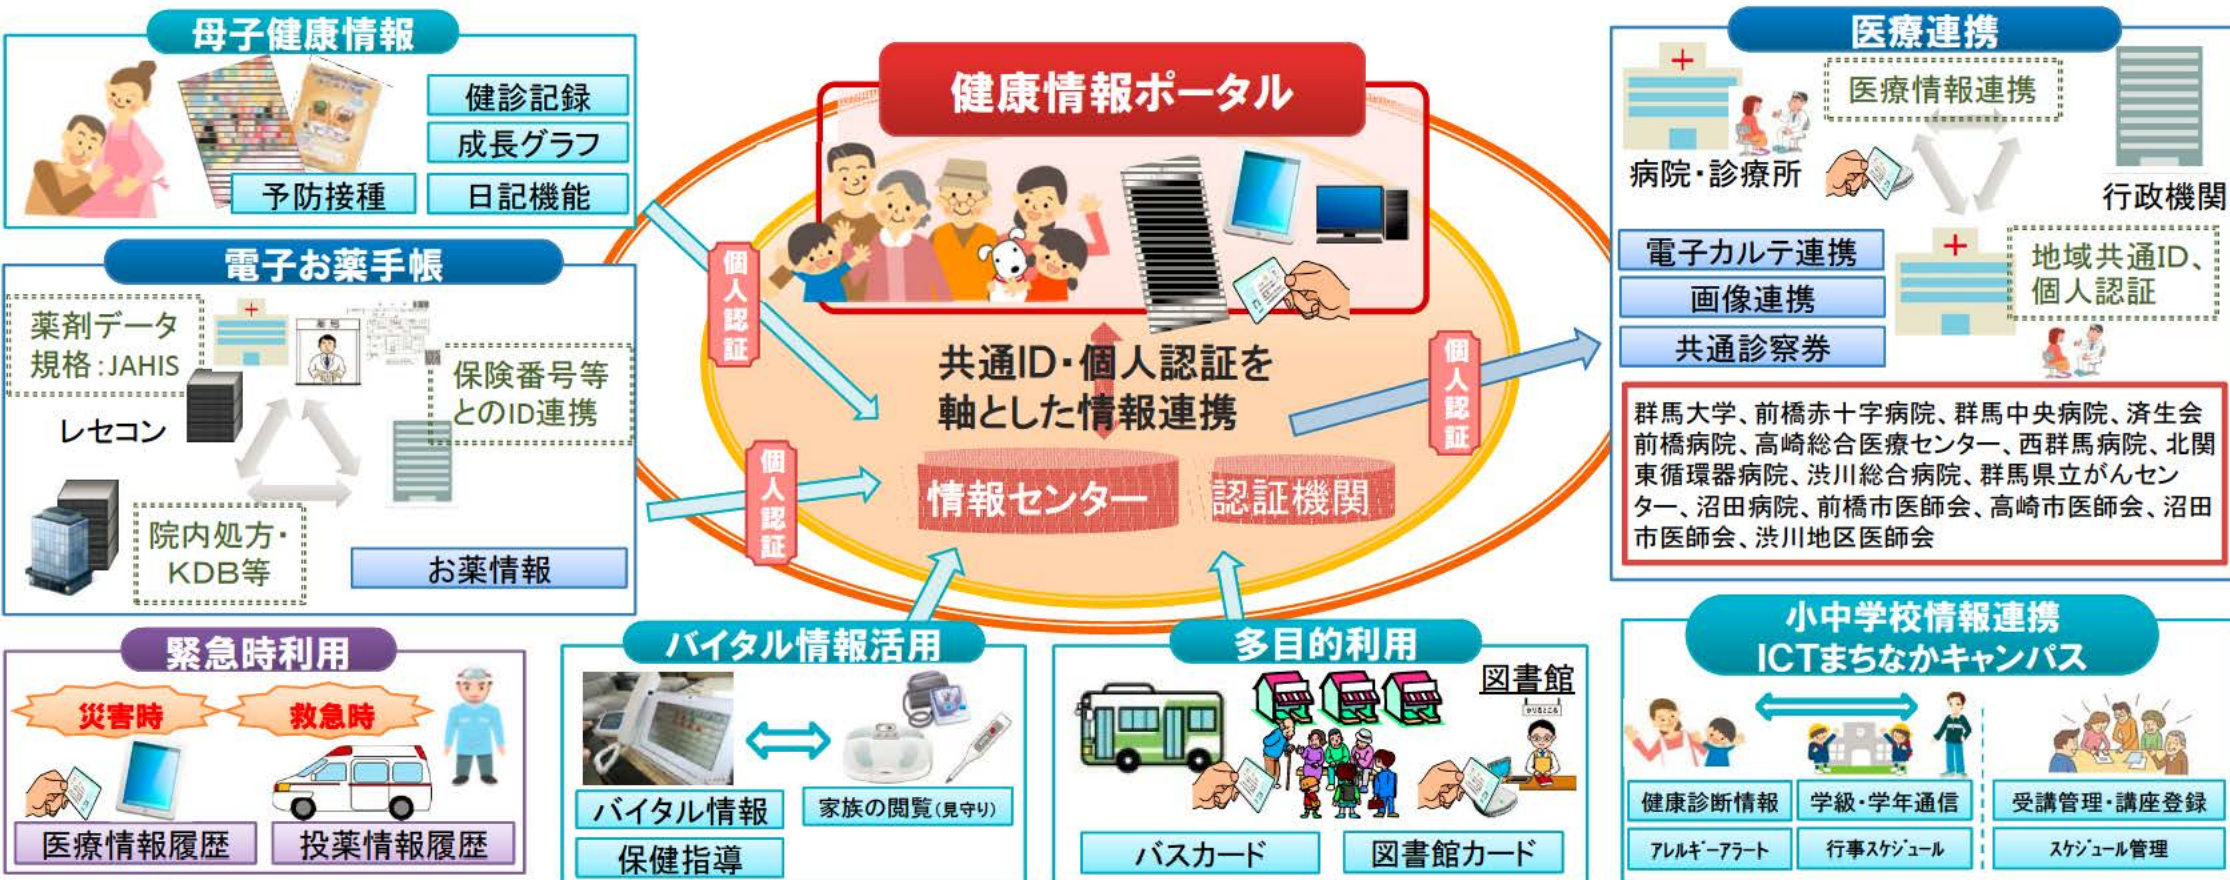 母子健康情報
健診記録
成長グラフ
予防接種
日記機能
電子お薬手帳
薬剤データ
規格:JAHIS
薬局
保険番号等
とのID連携
レセコン
院内処方・
KDB等
お薬情報
健康情報ポータル
個人認証
個人認証
個人認証
共通ID・個人認証を
軸とした情報連携
情報センター
認証機関
医療連携
医療情報連携
病院・診療所
行政機関
電子カルテ連携
画像連携
共通診察券
地域共通ID、
個人認証
群馬大学、前橋赤十字病院、群馬中央病院、済生会
前橋病院、高崎総合医療センター、西群馬病院、北関
東循環器病院、渋川総合病院、群馬県立がんセン
ター、沼田病院、前橋市医師会、高崎市医師会、沼田
市医師会、渋川地区医師会
緊急時利用
災害時
救急時
医療情報履歴
投薬情報履歴
バイタル情報活用
バイタル情報
家族の閲覧(見守り)
保健指導
多目的利用
図書館
かりるところ
バスカード
図書館カード
小中学校情報連携
ICTまちなかキャンパス
健康診断情報
学級・学年通信
受講管理・講座登録
アレルギーアラート
行事スケジュール
スケジュール管理